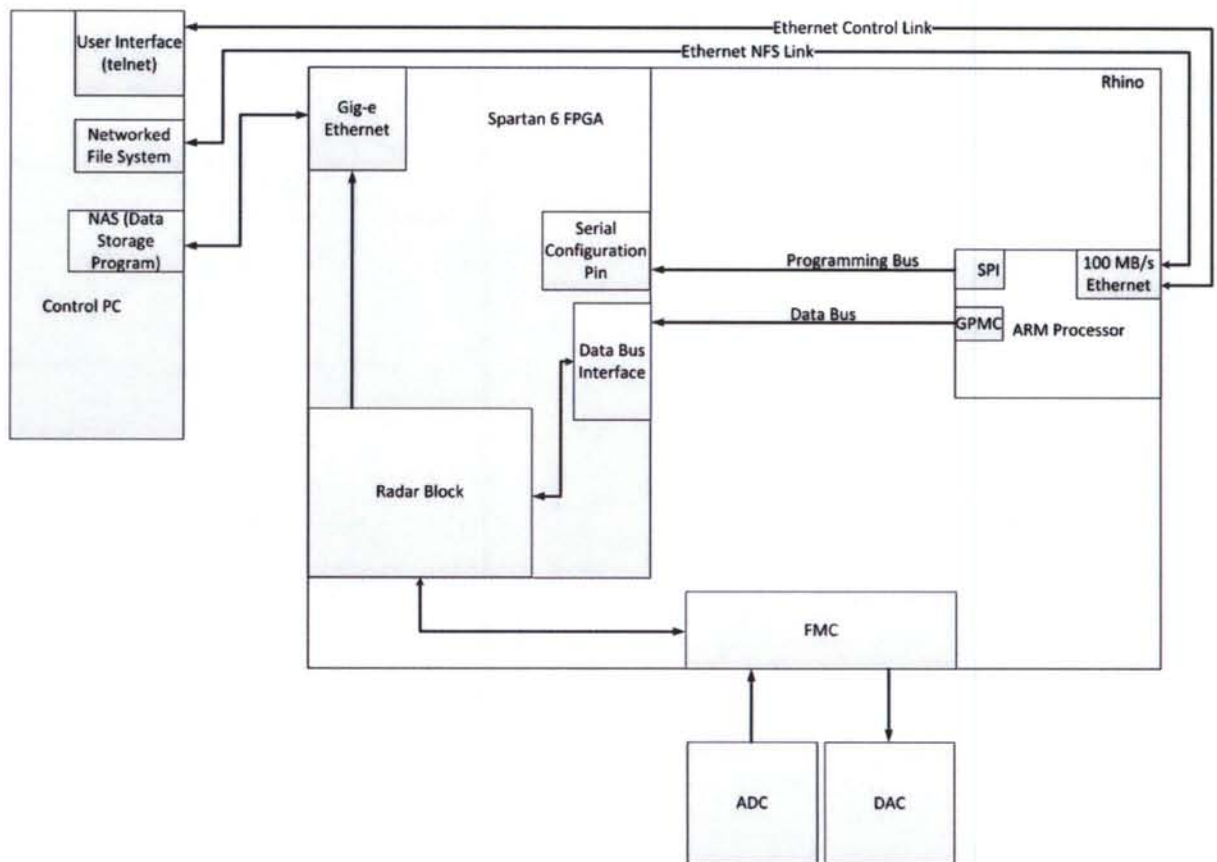 User Interface
(telnet)
Ethernet Control Link
Ethernet NFS Link
Networked
File System
NAS (Data
Storage
Program)
Control PC
Gig-e
Ethernet
Spartan 6 FPGA
Rhino
Serial
Configuration
Pin
Programming Bus
SPI
100 MB/s
Ethernet
Data Bus
GPMC
ARM Processor
Data Bus
Interface
Radar Block
FMC
ADC
DAC